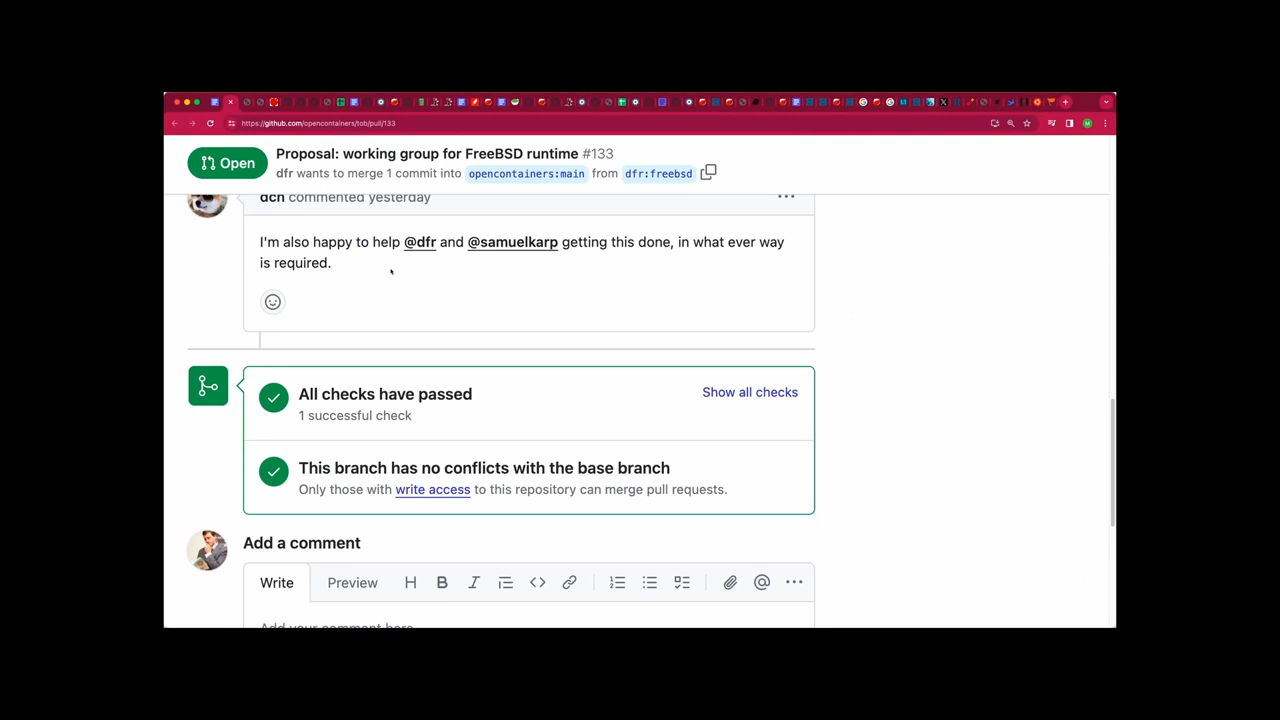 https://github.com/opencontainers/tob/pull/133
Open
Proposal: working group for FreeBSD runtime #133
dfr wants to merge 1 commit into opencontainers:main from dfr:freebsd
dch commented yesterday
I'm also happy to help @dfr and @samuelkarp getting this done, in what ever way
is required.
All checks have passed
Show all checks
1 successful check
This branch has no conflicts with the base branch
Only those with write access to this repository can merge pull requests.
Add a comment
Write
Preview
Add your comment here